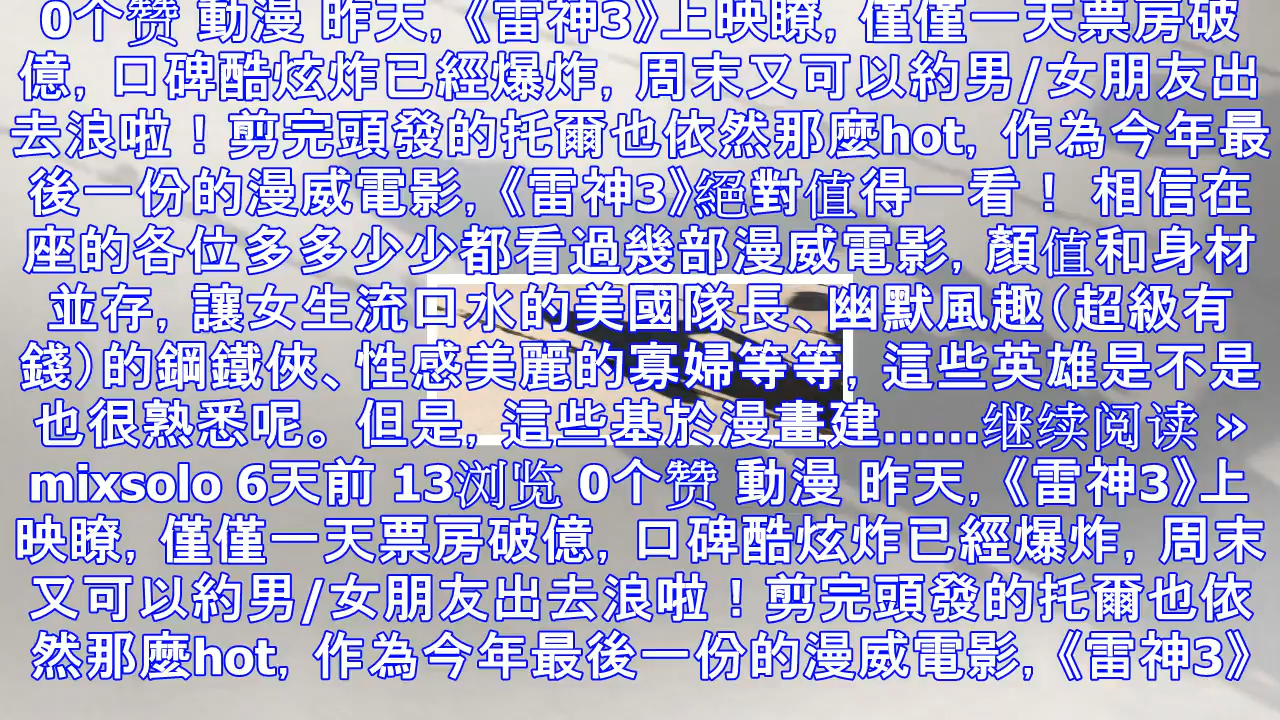 0个赞 動漫 昨天,《雷神3》上映瞭, 僅僅一天票房破
億, 口碑酷炫炸已經爆炸, 周末又可以約男/女朋友出
去浪啦！剪完頭發的托爾也依然那麼hot, 作為今年最
後一份的漫威電影,《雷神3》絕對值得一看！ 相信在
座的各位多多少少都看過幾部漫威電影, 顏值和身材
並存, 讓女生流口水的美國隊長、幽默風趣(超級有
錢)的鋼鐵俠、性感美麗的寡婦等等, 這些英雄是不是
也很熟悉呢。但是, 這些基於漫畫建......继续阅读 »
mixsolo 6天前 13浏览 0个赞 動漫 昨天,《雷神3》上
映瞭, 僅僅一天票房破億, 口碑酷炫炸已經爆炸, 周末
又可以約男/女朋友出去浪啦！剪完頭發的托爾也依
然那麼hot, 作為今年最後一份的漫威電影,《雷神3》